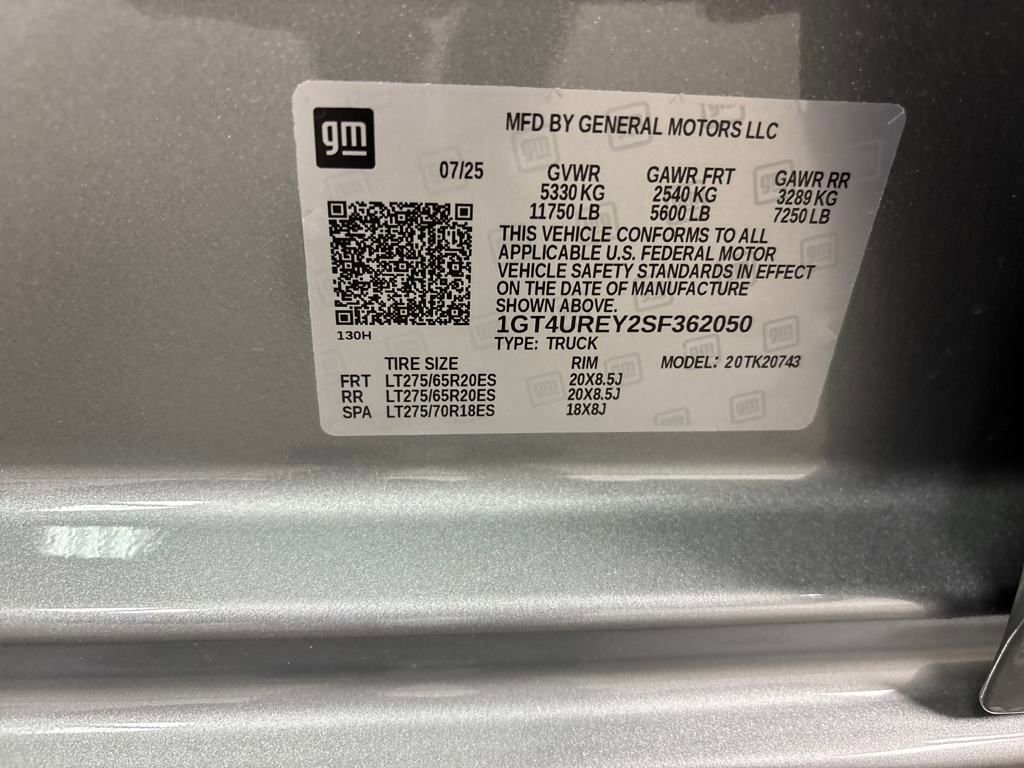 gm
MFD BY GENERAL MOTORS LLC
07/25 GVWR GAWR FRT GAWR RR
5330 KG 2540 KG 3289 KG
11750 LB 5600 LB 7250 LB
THIS VEHICLE CONFORMS TO ALL
APPLICABLE U.S. FEDERAL MOTOR
VEHICLE SAFETY STANDARDS IN EFFECT
ON THE DATE OF MANUFACTURE
SHOWN ABOVE.
1GT4UREY2SF362050
130H
TYPE: TRUCK
TIRE SIZE RIM MODEL: 20TK20743
FRT LT275/65R20ES 20X8.5J
RR LT275/65R20ES 20X8.5J
SPA LT275/70R18ES 18X8J